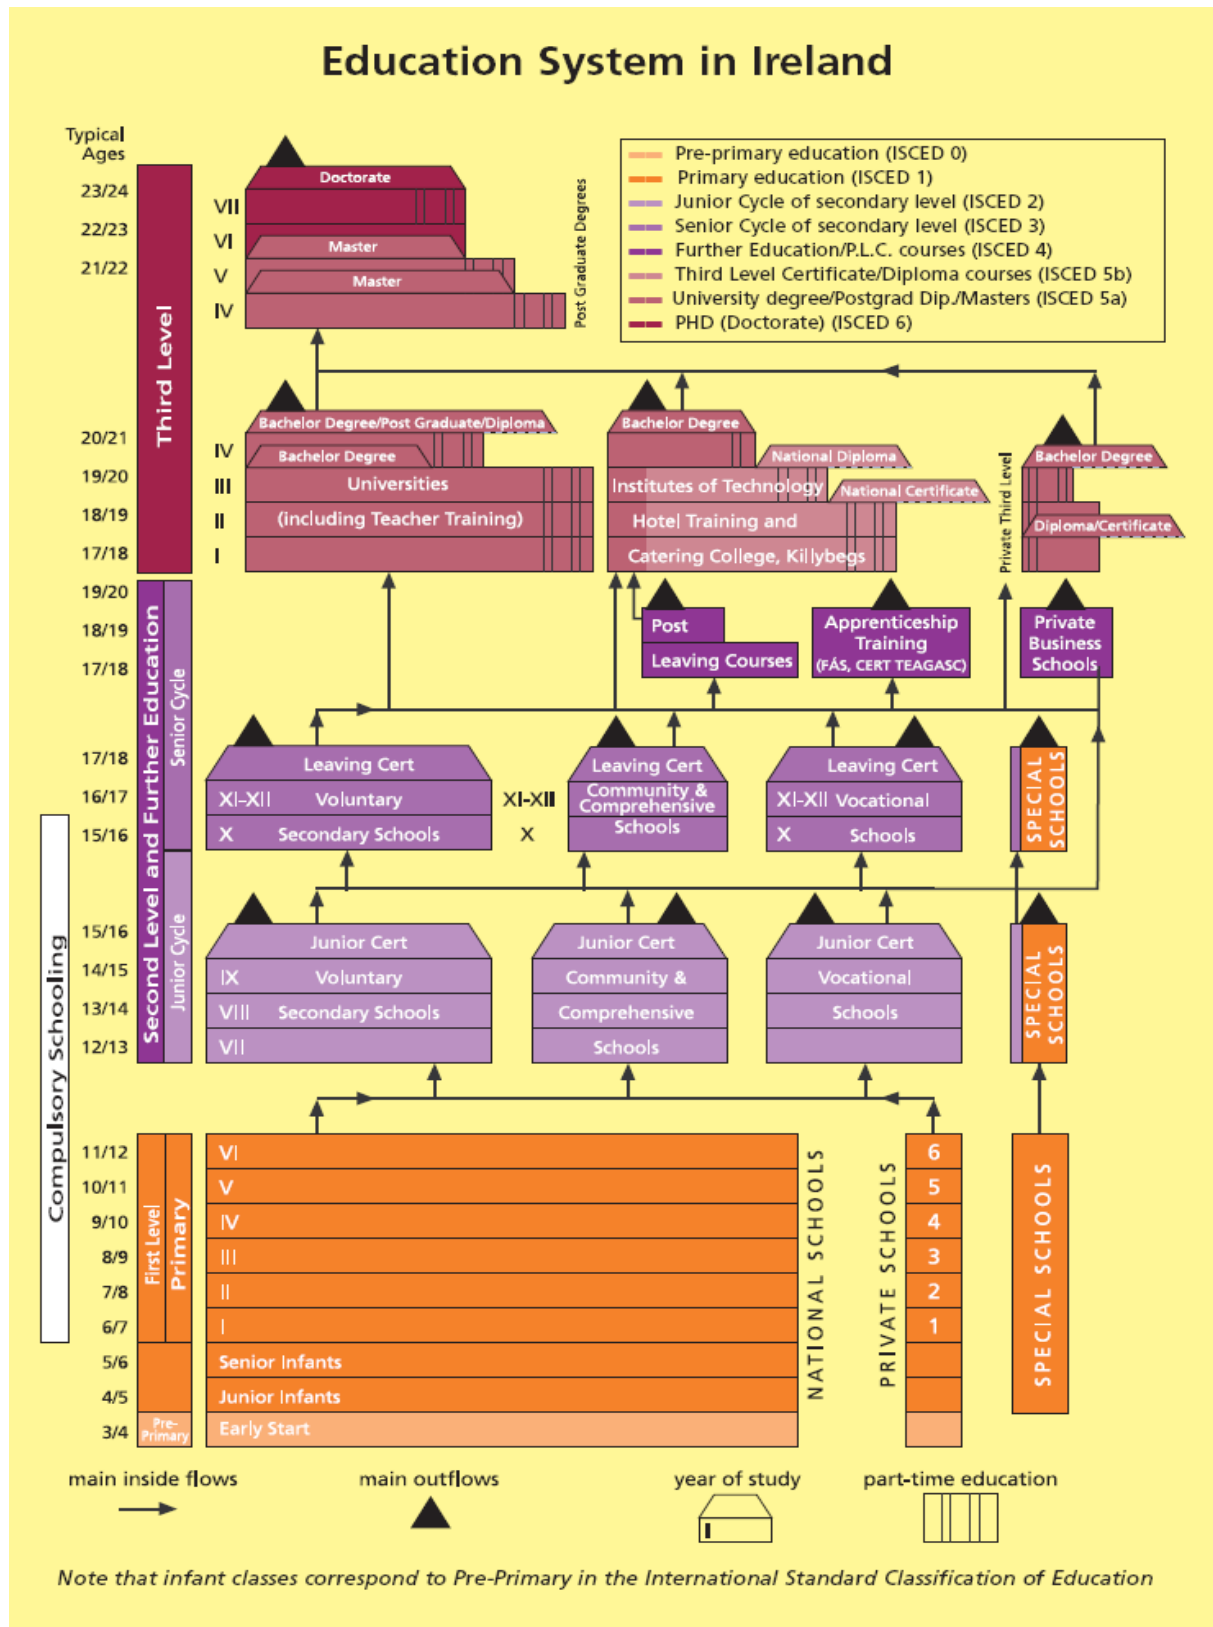 Education System in Ireland
Typical
Ages
23/24
22/23
21/22
20/21
19/20
18/19
17/18
19/20
18/19
17/18
17/18
16/17
15/16
15/16
14/15
13/14
12/13
11/12
10/11
9/10
8/9
7/8
6/7
5/6
4/5
3/4
Third Level
Second Level and Further Education
Senior Cycle
Junior Cycle
Compulsory Schooling
First Level
Primary
Pre-
Primary
Pre-primary education (ISCED 0)
Primary education (ISCED 1)
Junior Cycle of secondary level (ISCED 2)
Senior Cycle of secondary level (ISCED 3)
Further Education/P.L.C. courses (ISCED 4)
Third Level Certificate/Diploma courses (ISCED 5b)
University degree/Postgrad Dip./Masters (ISCED 5a)
PHD (Doctorate) (ISCED 6)
Doctorate
VII
VI
Master
V
Master
IV
Post Graduate Degrees
Bachelor Degree/Post Graduate/Diploma
IV
Bachelor Degree
III
Universities
II
(including Teacher Training)
I
Bachelor Degree
National Diploma
Institutes of Technology
National Certificate
Hotel Training and
Catering College, Killybegs
Private Third Level
Bachelor Degree
Diploma/Certificate
Post
Leaving Courses
Apprenticeship
Training
(FÁS, CERT TEAGASC)
Private
Business
Schools
Leaving Cert
XI-XII Voluntary
X Secondary Schools
XI-XII
X
Leaving Cert
Community &
Comprehensive
Schools
Leaving Cert
XI-XII Vocational
X Schools
SPECIAL
SCHOOLS
Junior Cert
IX Voluntary
VIII Secondary Schools
VII
Junior Cert
Community &
Comprehensive
Schools
Junior Cert
Vocational
Schools
SPECIAL
SCHOOLS
VI
V
IV
III
II
I
Senior Infants
Junior Infants
Early Start
NATIONAL SCHOOLS
PRIVATE SCHOOLS
6
5
4
3
2
1
SPECIAL SCHOOLS
main inside flows
main outflows
year of study
I
part-time education
Note that infant classes correspond to Pre-Primary in the International Standard Classification of Education